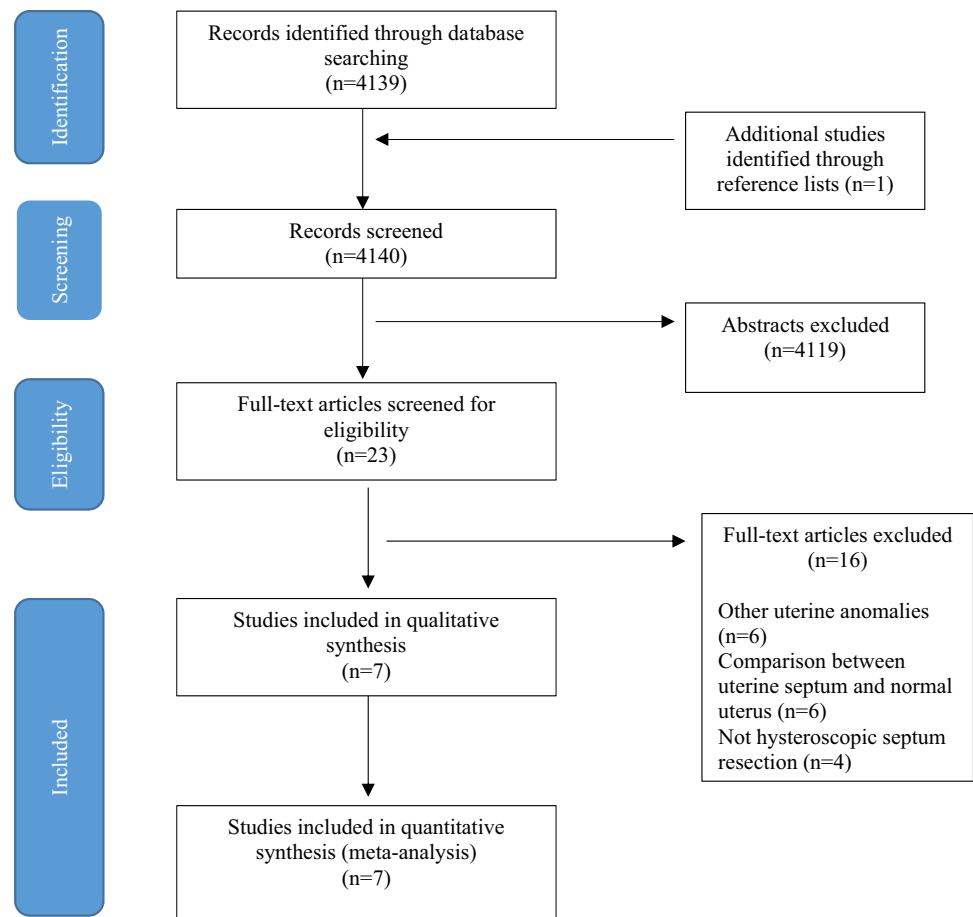 Identification
Records identified through database
searching
(n=4139)
Additional studies
identified through
reference lists (n=1)
Screening
Records screened
(n=4140)
Abstracts excluded
(n=4119)
Eligibility
Full-text articles screened for
eligibility
(n=23)
Full-text articles excluded
(n=16)
Other uterine anomalies
(n=6)
Comparison between
uterine septum and normal
uterus (n=6)
Not hysteroscopic septum
resection (n=4)
Included
Studies included in qualitative
synthesis
(n=7)
Studies included in quantitative
synthesis (meta-analysis)
(n=7)